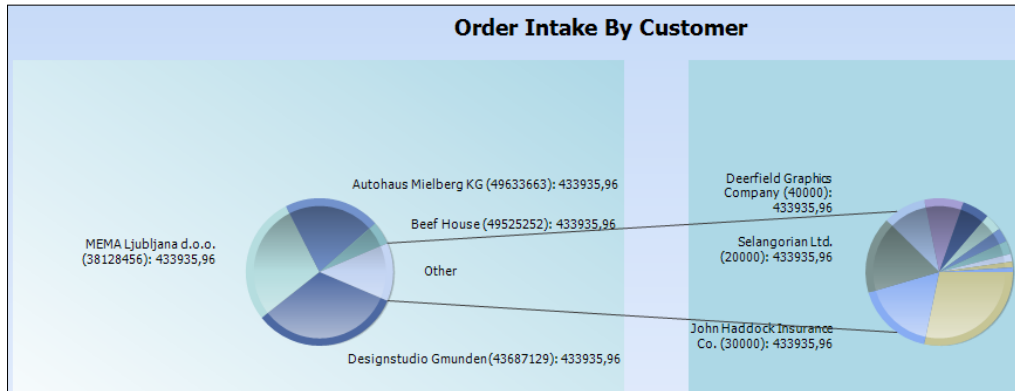 Order Intake By Customer
Autohaus Mielberg KG (49633663): 433935,96
Beef House (49525252): 433935,96
MEMA Ljubljana d.o.o.
(38128456): 433935,96
Other
Designstudio Gmunden (43687129): 433935,96
Deerfield Graphics
Company (40000):
433935,96
Selangorian Ltd.
(20000): 433935,96
John Haddock Insurance
Co. (30000): 433935,96